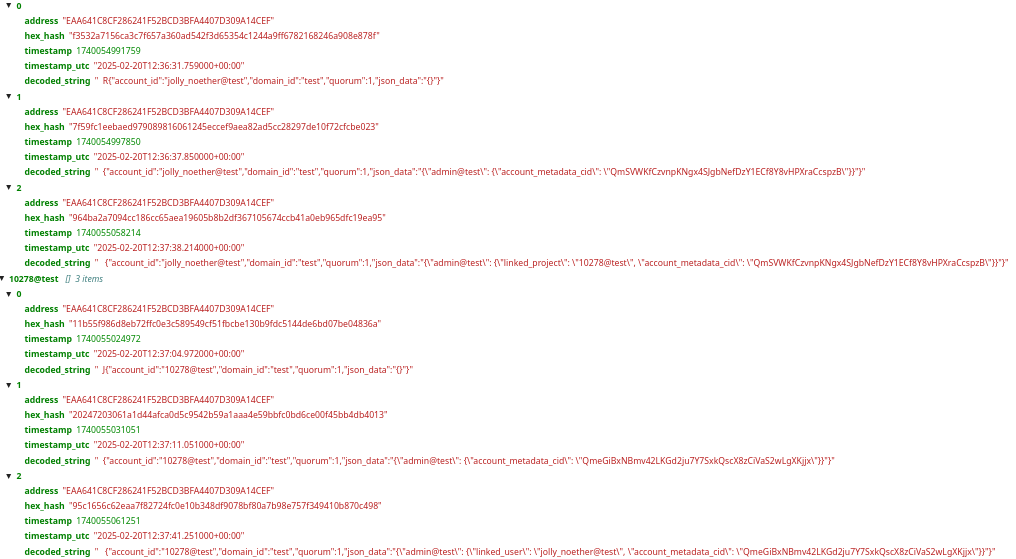 ▼ 0
address "EAA641C8CF286241F52BCD3BFA4407D309A14CEF"
hex_hash "f3532a7156ca3c7f657a360ad542f3d65354c1244a9ff6782168246a908e878f"
timestamp 1740054991759
timestamp_utc "2025-02-20T12:36:31.759000+00:00"
decoded_string " R{"account_id":"jolly_noether@test","domain_id":"test","quorum":1,"json_data":"{}"}"
▼ 1
address "EAA641C8CF286241F52BCD3BFA4407D309A14CEF"
hex_hash "7f59fc1eebaed979089816061245eccef9aea82ad5cc28297de10f72cfcbe023"
timestamp 1740054997850
timestamp_utc "2025-02-20T12:36:37.850000+00:00"
decoded_string " {"account_id":"jolly_noether@test","domain_id":"test","quorum":1,"json_data":"{\"admin@test\": {\"account_metadata_cid\": \"QmSVWKfCzvnpKNgx4SJgbNefDzY1ECf8Y8vHPXraCcspzB\"}}"}"
▼ 2
address "EAA641C8CF286241F52BCD3BFA4407D309A14CEF"
hex_hash "964ba2a7094cc186cc65aea19605b8b2df367105674ccb41a0eb965dfc19ea95"
timestamp 1740055058214
timestamp_utc "2025-02-20T12:37:38.214000+00:00"
decoded_string " {"account_id":"jolly_noether@test","domain_id":"test","quorum":1,"json_data":"{\"admin@test\": {\"linked_project\": \"10278@test\", \"account_metadata_cid\": \"QmSVWKfCzvnpKNgx4SJgbNefDzY1ECf8Y8vHPXraCcspzB\"}}"}"
▼ 10278@test [] 3 items
▼ 0
address "EAA641C8CF286241F52BCD3BFA4407D309A14CEF"
hex_hash "11b55f986d8eb72ffc0e3c589549cf51fbcbe130b9fdc5144de6bd07be04836a"
timestamp 1740055024972
timestamp_utc "2025-02-20T12:37:04.972000+00:00"
decoded_string " J{"account_id":"10278@test","domain_id":"test","quorum":1,"json_data":"{}"}"
▼ 1
address "EAA641C8CF286241F52BCD3BFA4407D309A14CEF"
hex_hash "20247203061a1d44afca0d5c9542b59a1aaa4e59bbfc0bd6ce00f45bb4db4013"
timestamp 1740055031051
timestamp_utc "2025-02-20T12:37:11.051000+00:00"
decoded_string " {"account_id":"10278@test","domain_id":"test","quorum":1,"json_data":"{\"admin@test\": {\"account_metadata_cid\": \"QmeGiBxNBmv42LKGd2ju7Y7SxkQscX8zCiVaS2wLgXKjjx\"}}"}"
▼ 2
address "EAA641C8CF286241F52BCD3BFA4407D309A14CEF"
hex_hash "95c1656c62eaa7f82724fc0e10b348df9078bf80a7b98e757f349410b870c498"
timestamp 1740055061251
timestamp_utc "2025-02-20T12:37:41.251000+00:00"
decoded_string " {"account_id":"10278@test","domain_id":"test","quorum":1,"json_data":"{\"admin@test\": {\"linked_user\": \"jolly_noether@test\", \"account_metadata_cid\": \"QmeGiBxNBmv42LKGd2ju7Y7SxkQscX8zCiVaS2wLgXKjjx\"}}"}"